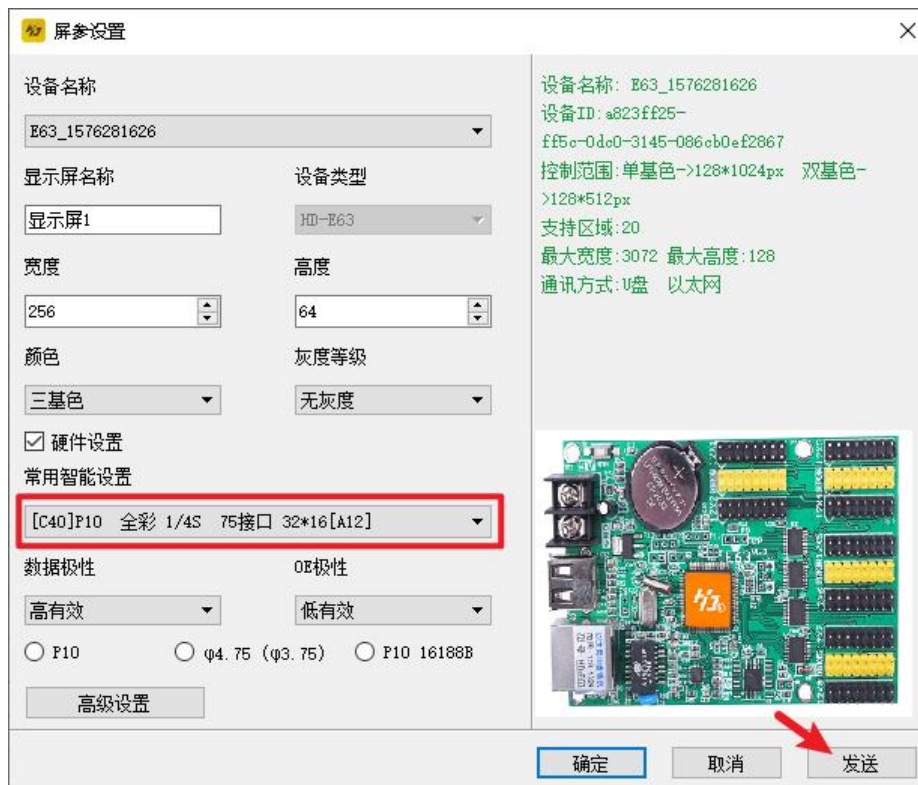 屏参设置
设备名称
E63_1576281626
显示屏名称
设备类型
显示屏1
HD-E63
宽度
高度
256
64
颜色
灰度等级
三基色
无灰度
硬件设置
常用智能设置
[C40]P10 全彩 1/4S 75接口 32*16[A12]
数据极性
OE极性
高有效
低有效
P10
φ4.75 (φ3.75)
P10 16188B
高级设置
设备名称: E63_1576281626
设备ID:a823ff25-
ff5c-0dc0-3145-086cb0ef2867
控制范围:单基色->128*1024px 双基色-
>128*512px
支持区域:20
最大宽度:3072 最大高度:128
通讯方式:U盘 以太网
确定
取消
发送